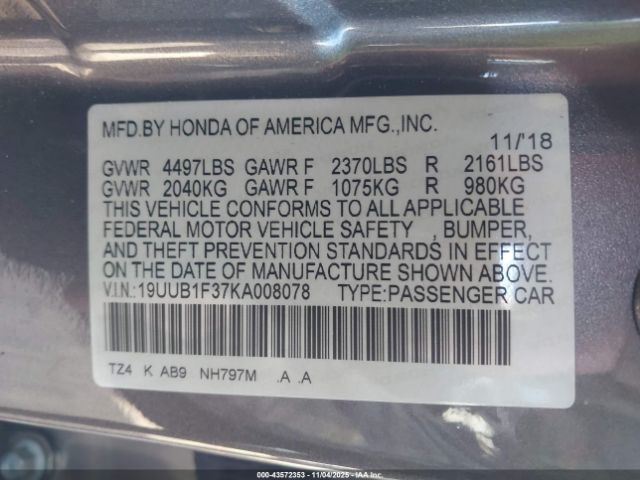 MFD.BY HONDA OF AMERICA MFG.,INC.
11/'18
GVWR 4497LBS GAWR F 2370LBS R 2161LBS
GVWR 2040KG GAWR F 1075KG R 980KG
THIS VEHICLE CONFORMS TO ALL APPLICABLE
FEDERAL MOTOR VEHICLE SAFETY , BUMPER,
AND THEFT PREVENTION STANDARDS IN EFFECT
ON THE DATE OF MANUFACTURE SHOWN ABOVE.
V.I.N.:19UUB1F37KA008078 TYPE:PASSENGER CAR
TZ4 K AB9 NH797M .A .A
000-43572353 - 11/04/2025 - IAAI.COM